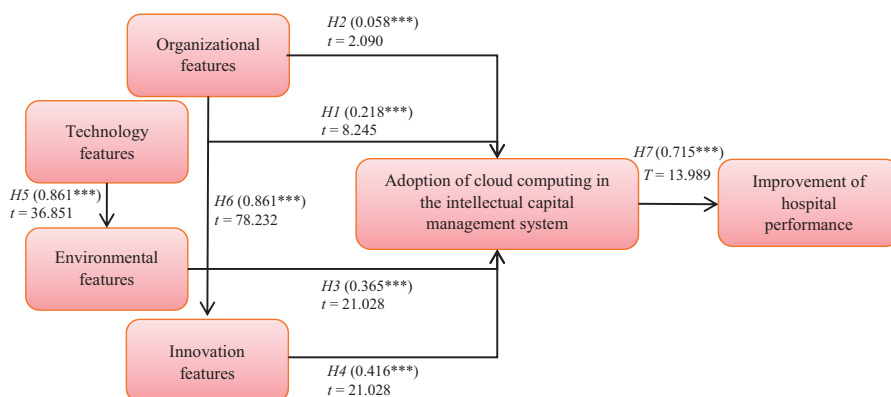 H2 (0.058***)
t = 2.090
Organizational
features
H1 (0.218***)
t = 8.245
Technology
features
H7 (0.715***)
T = 13.989
Adoption of cloud computing in
the intellectual capital
management system
Improvement of
hospital
performance
H5 (0.861***)
t = 36.851
H6 (0.861***)
t = 78.232
Environmental
features
H3 (0.365***)
t = 21.028
Innovation
features
H4 (0.416***)
t = 21.028